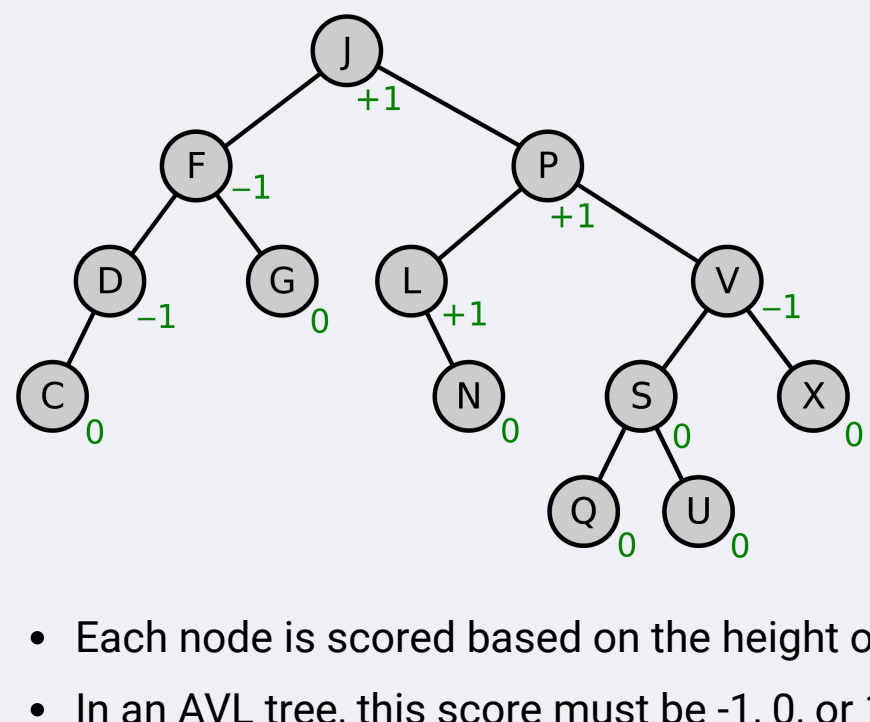 J
+1
F
–1
P
+1
D
–1
G
0
L
+1
V
–1
C
0
N
0
S
0
X
0
Q
0
U
0
• Each node is scored based on the height
• In an AVL tree, this score must be -1, 0, or